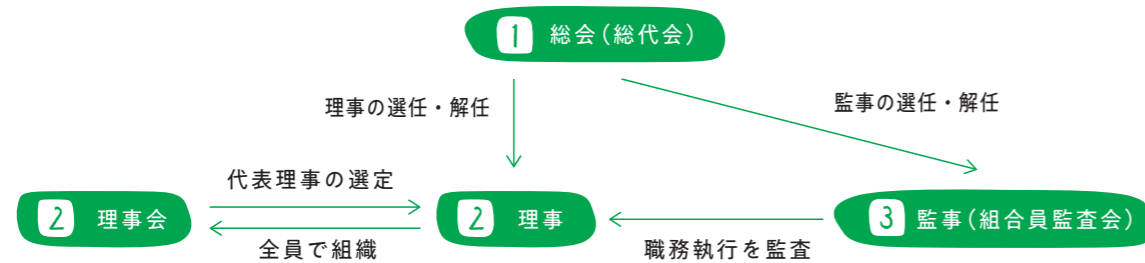 1 総会(総代会)
理事の選任・解任
監事の選任・解任
代表理事の選定
2 理事会
2 理事
3 監事(組合員監査会)
全員で組織
職務執行を監査